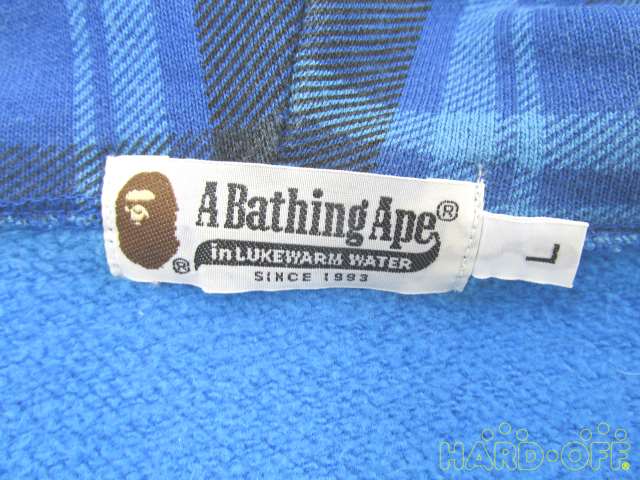 A Bathing Ape®
in LUKEWARM WATER
SINCE 1993
®
L
HARD·OFF